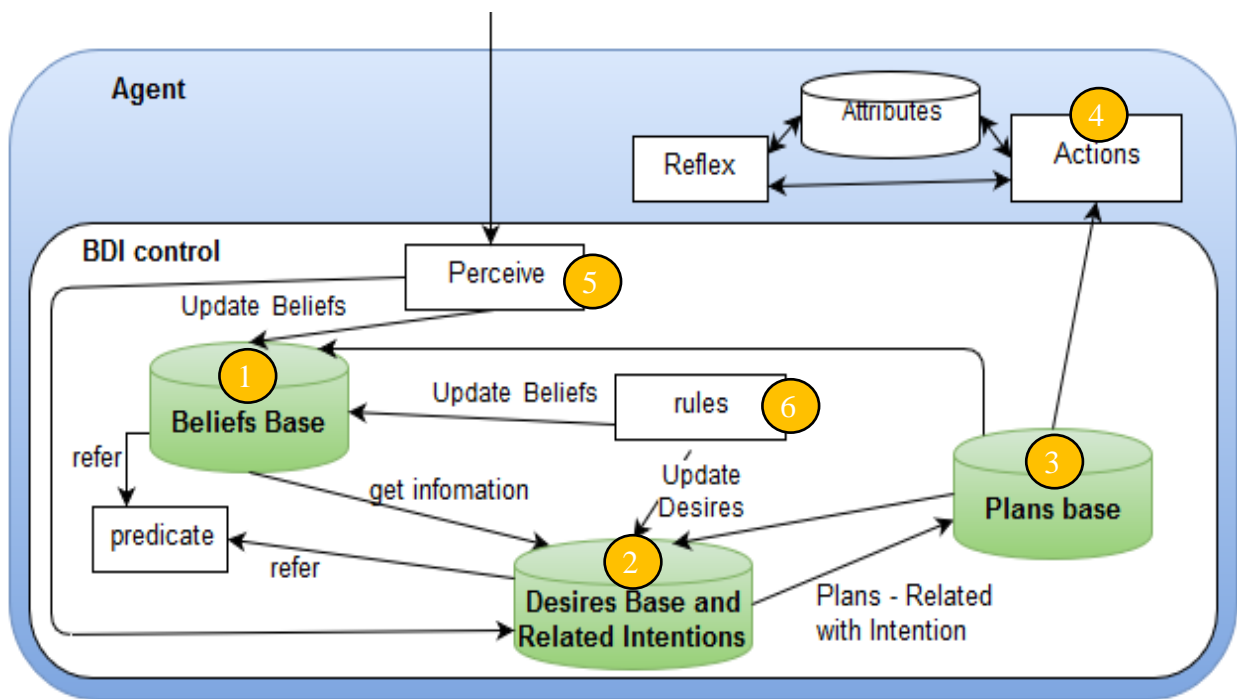 Agent
4
Attributes
Actions
Reflex
BDI control
Perceive
5
Update Beliefs
1
Beliefs Base
Update Beliefs
rules
6
refer
get infomation
Update
Desires
3
Plans base
predicate
refer
2
Desires Base and
Related Intentions
Plans - Related
with Intention